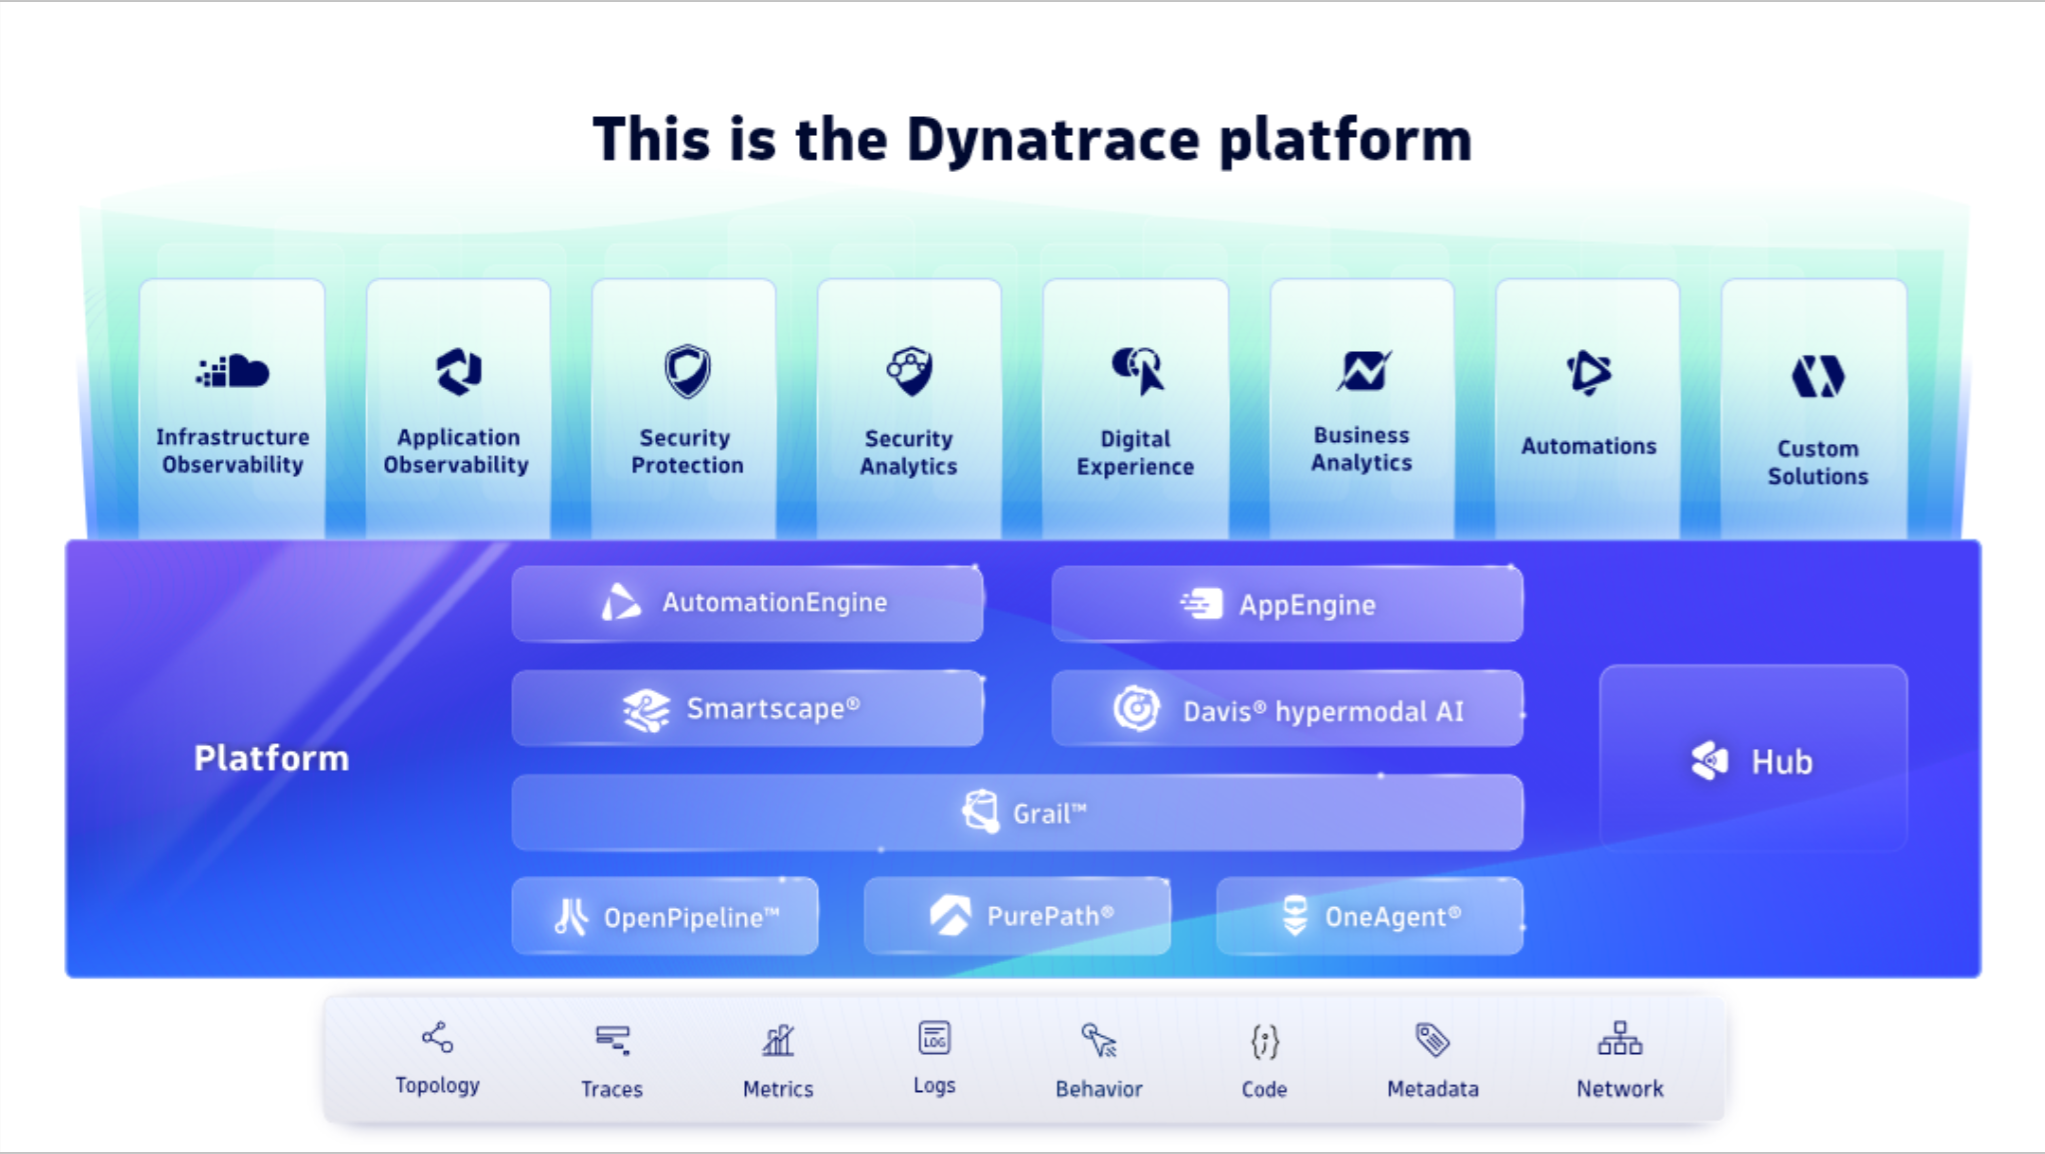 This is the Dynatrace platform
Infrastructure
Observability
Application
Observability
Security
Protection
Security
Analytics
Digital
Experience
Business
Analytics
Automations
Custom
Solutions
Platform
AutomationEngine
AppEngine
Smartscape®
Davis® hypermodal AI
Grail™
OpenPipeline™
PurePath®
OneAgent®
Hub
Topology
Traces
Metrics
LOG
Logs
Behavior
Code
Metadata
Network